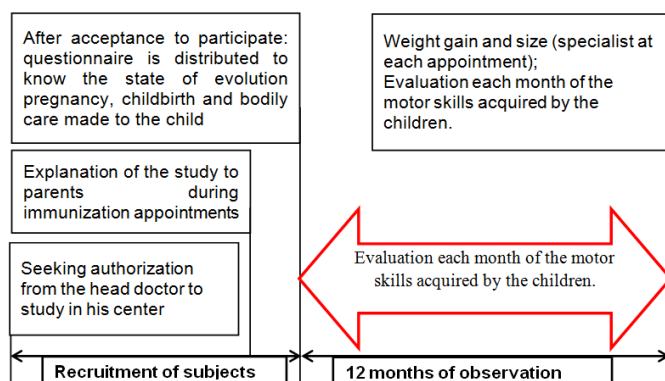 After acceptance to participate:
questionnaire is distributed to
know the state of evolution
pregnancy, childbirth and bodily
care made to the child
Weight gain and size (specialist at
each appointment);
Evaluation each month of the
motor skills acquired by the
children.
Explanation of the study to
parents during
immunization appointments
Seeking authorization
from the head doctor to
study in his center
Evaluation each month of the motor
skills acquired by the children.
Recruitment of subjects
12 months of observation